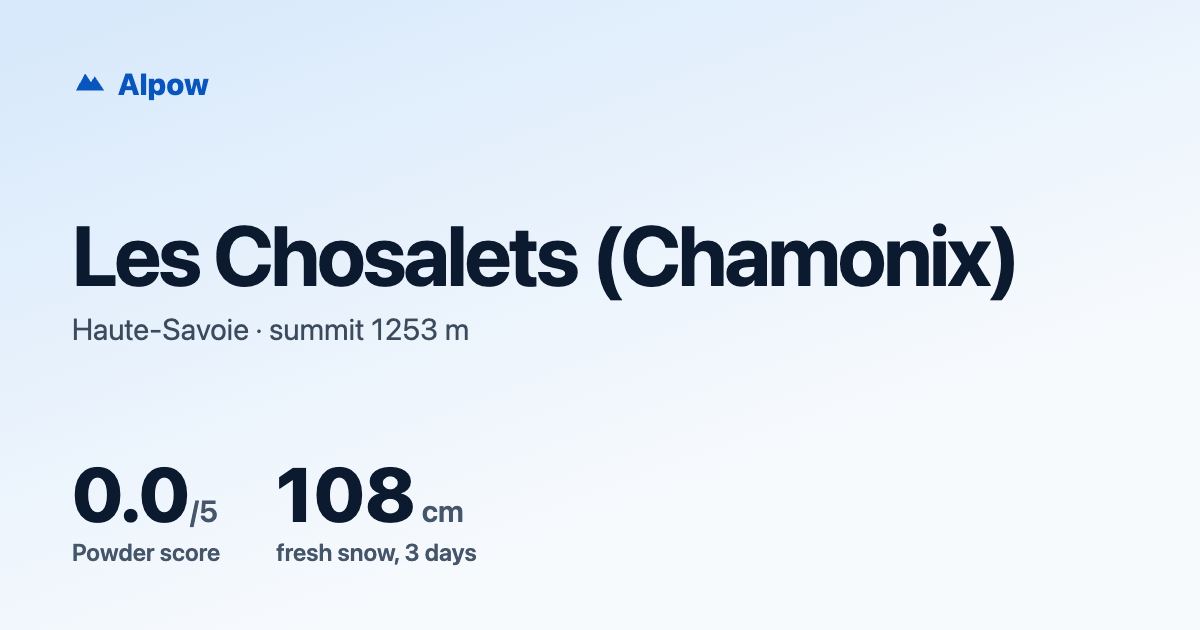 Alpow
Les Chosalets (Chamonix)
Haute-Savoie · summit 1253 m
0.0/5 108 cm
Powder score fresh snow, 3 days